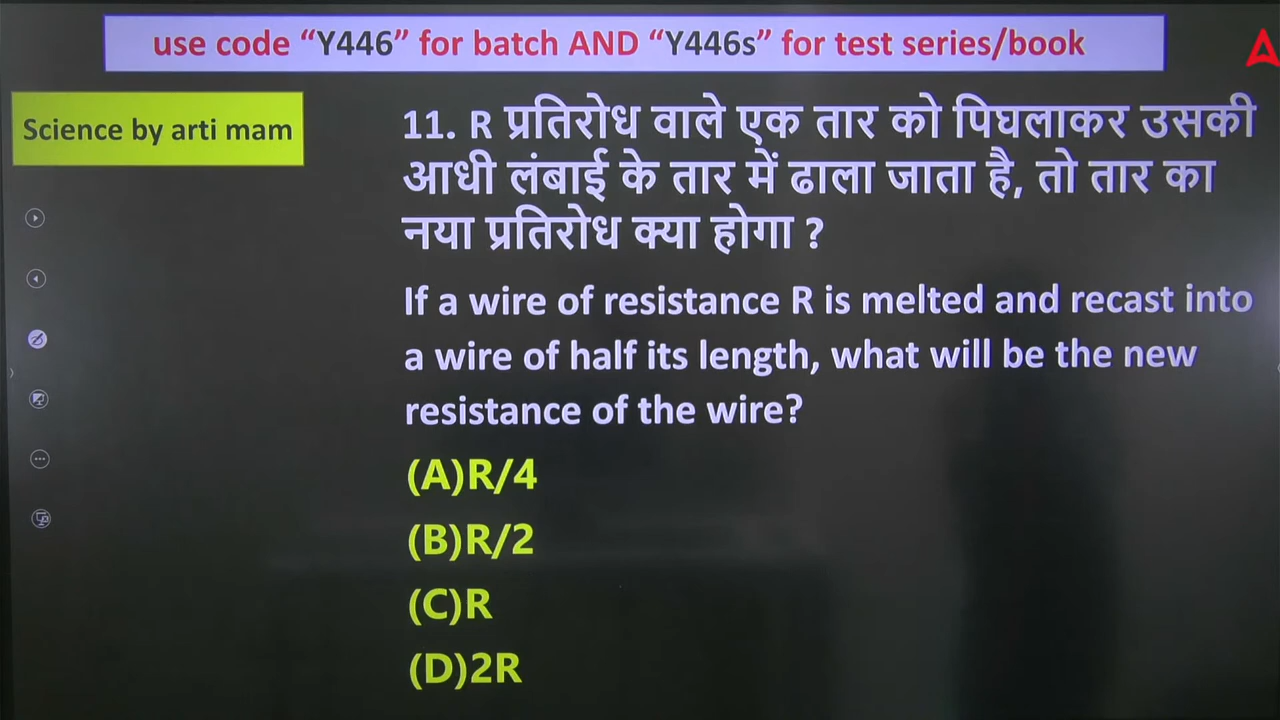 use code “Y446” for batch AND “Y446s” for test series/book
Science by arti mam
11. R प्रतिरोध वाले एक तार को पिघलाकर उसकी
आधी लंबाई के तार में ढाला जाता है, तो तार का
नया प्रतिरोध क्या होगा ?
If a wire of resistance R is melted and recast into
a wire of half its length, what will be the new
resistance of the wire?
(A)R/4
(B)R/2
(C)R
(D)2R